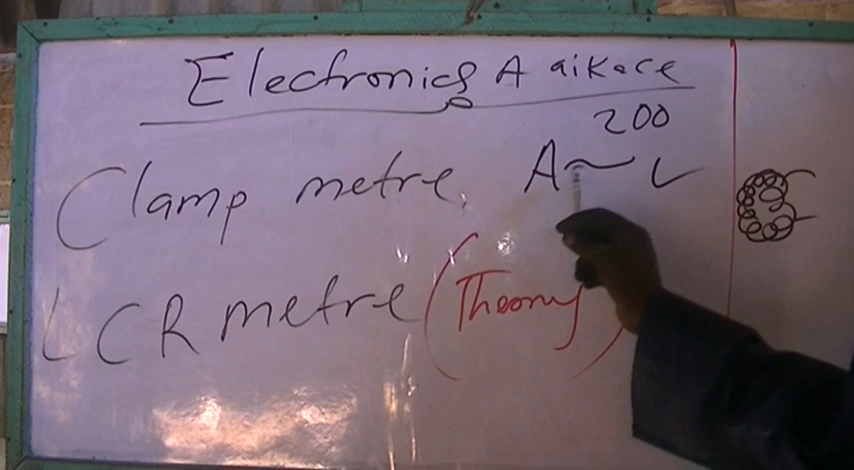 Electronics A aikace
200
Clamp metre, A~ ✓
LCR metre (Theory)